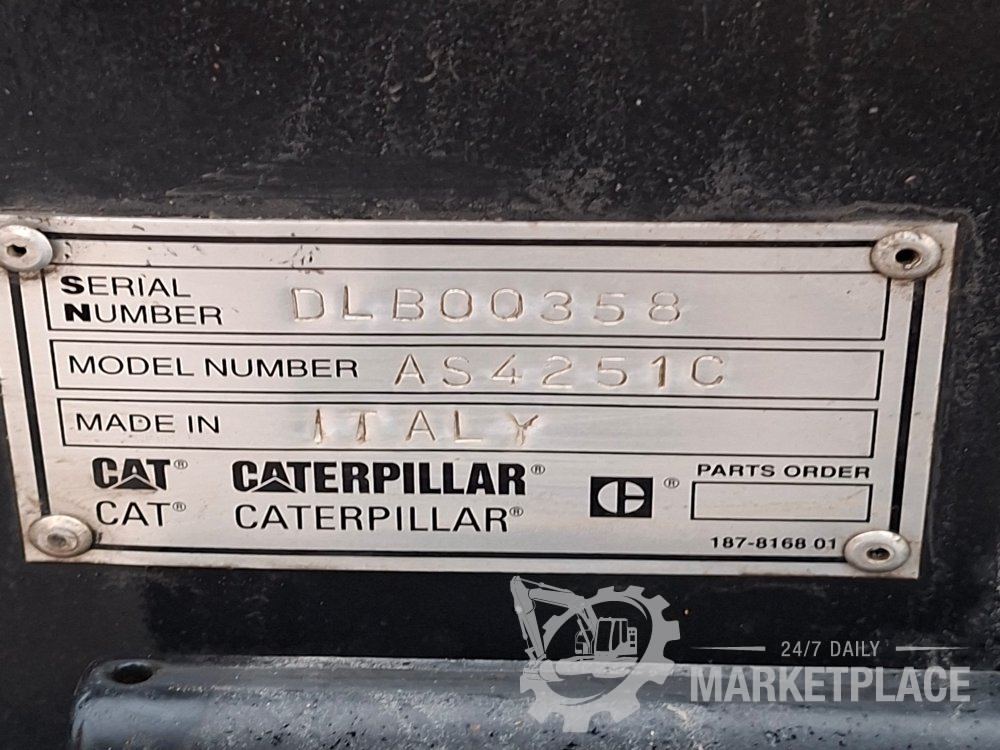 SERIAL NUMBER DLB00358
MODEL NUMBER AS4251C
MADE IN ITALY
CAT® CATERPILLAR® ® PARTS ORDER
CAT® CATERPILLAR®
187-8168 01
24/7 DAILY
MARKETPLACE